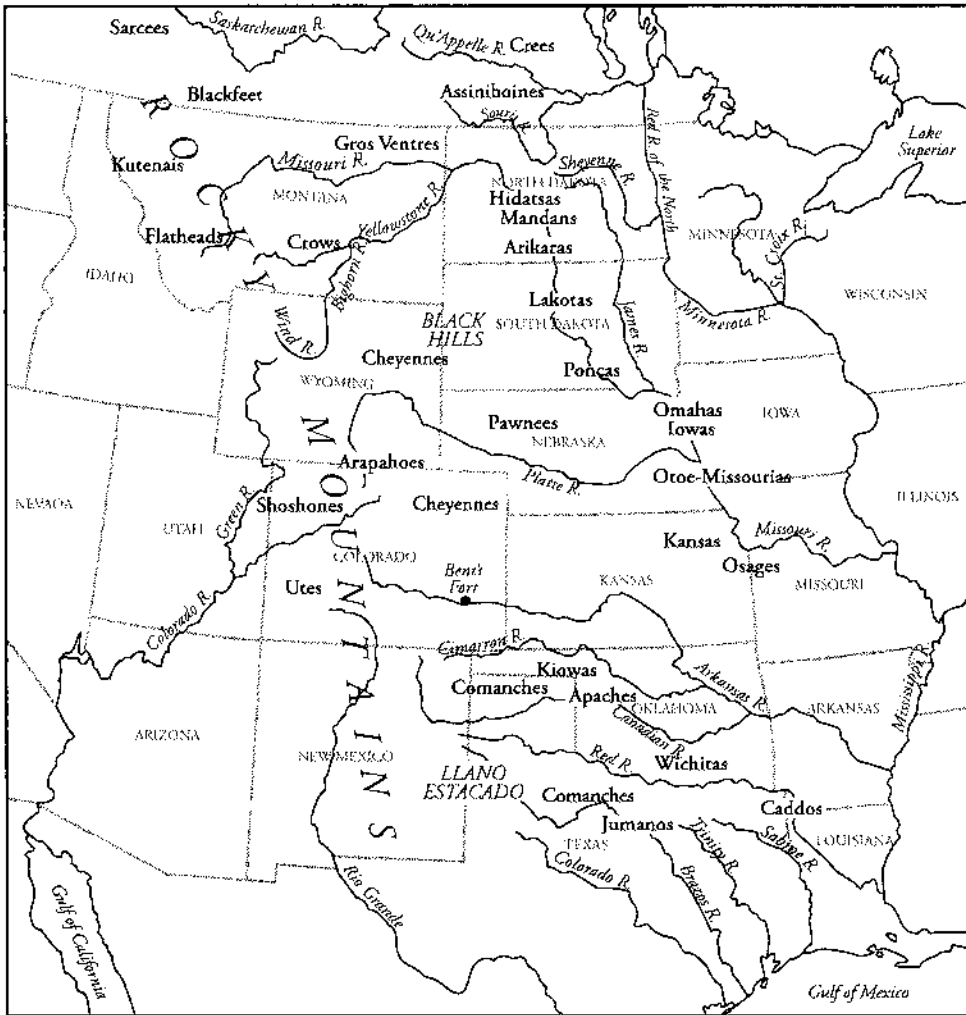 Sarcees
Saskatchewan R.
Qu'Appelle R.
Crees
Blackfeet
Assiniboines
Souris R.
Red R. of the North
Lake
Superior
Kutenais
Gros Ventres
Missouri R.
MONTANA
Sheyenne R.
NORTH DAKOTA
Hidatsas
Mandans
Arikaras
Yellowstone R.
Flatheads
Crows
Bighorn R.
MINNESOTA
St. Croix R.
WISCONSIN
IDAHO
Wind R.
BLACK
HILLS
Lakotas
SOUTH DAKOTA
James R.
Minnesota R.
Cheyennes
WYOMING
Poncas
Omahas
Iowas
IOWA
Pawnees
NEBRASKA
Arapahoes
Platte R.
Otoe-Missourias
NEVADA
UTAH
Green R.
Shoshones
Cheyennes
ILLINOIS
COLORADO
Kansas
Missouri R.
Osages
MISSOURI
Utes
Bent's
Fort
KANSAS
Colorado R.
Cimarron R.
Kiowas
Comanches
Apaches
Arkansas R.
OKLAHOMA
ARKANSAS
Mississippi R.
ARIZONA
NEW MEXICO
Canadian R.
Red R.
Wichitas
LLANO
ESTACADO
Comanches
Caddos
Jumanos
TEXAS
Trinity R.
Sabine R.
LOUISIANA
Colorado R.
Brazos R.
Rio Grande
Gulf of California
Gulf of Mexico
ROCKY MOUNTAINS